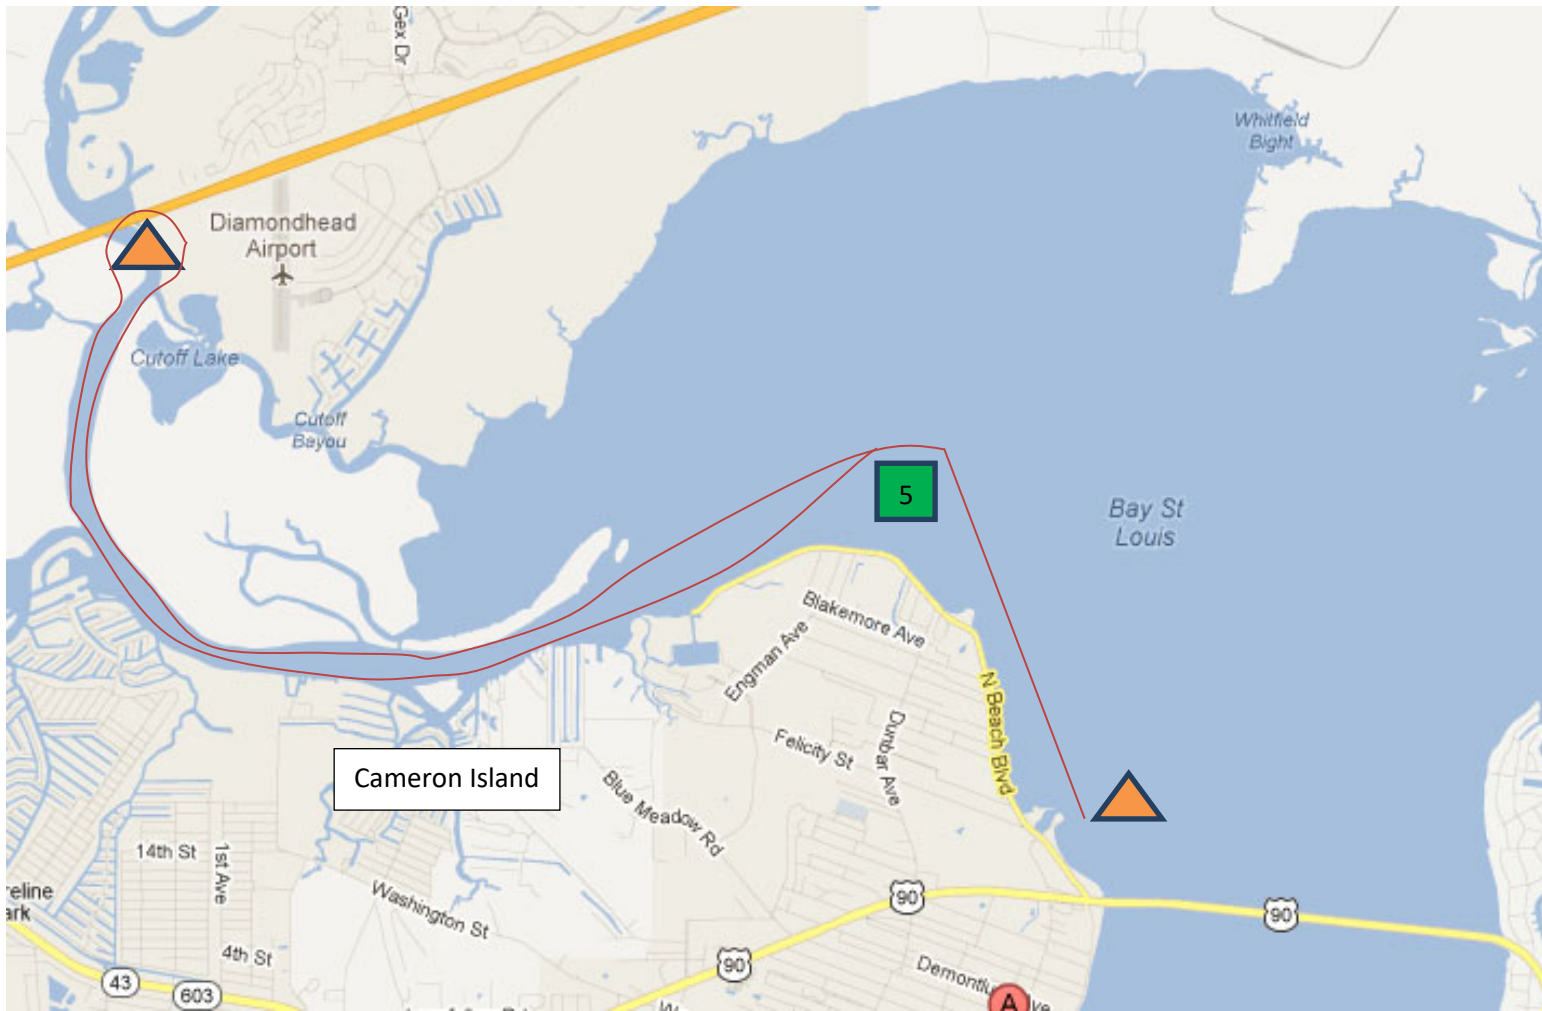 Gex Dr
Whitfield
Bight
Diamondhead
Airport
Cutoff Lake
Cutoff
Bayou
5
Bay St
Louis
Blakemore Ave
Engman Ave
N Beach Blvd
Dunbar Ave
Felicity St
Cameron Island
Blue Meadow Rd
14th St
1st Ave
Washington St
4th St
90
90
90
43
603
A